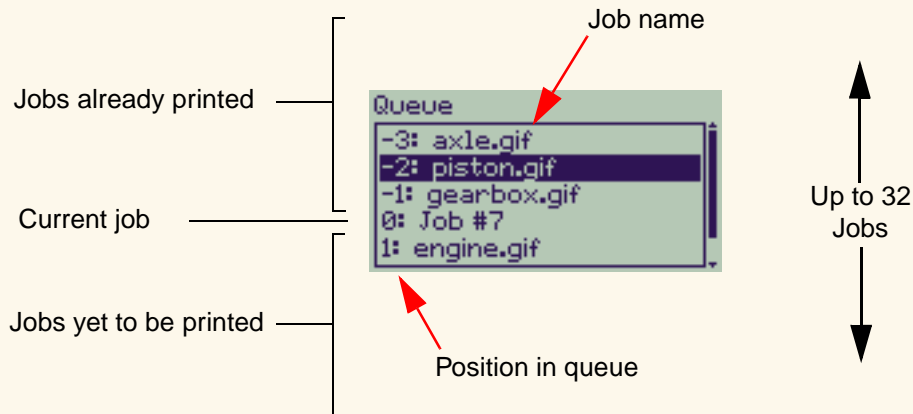 Job name
Jobs already printed
Queue
-3: axle.gif
-2: piston.gif
-1: gearbox.gif
Current job
0: Job #7
1: engine.gif
Up to 32
Jobs
Jobs yet to be printed
Position in queue